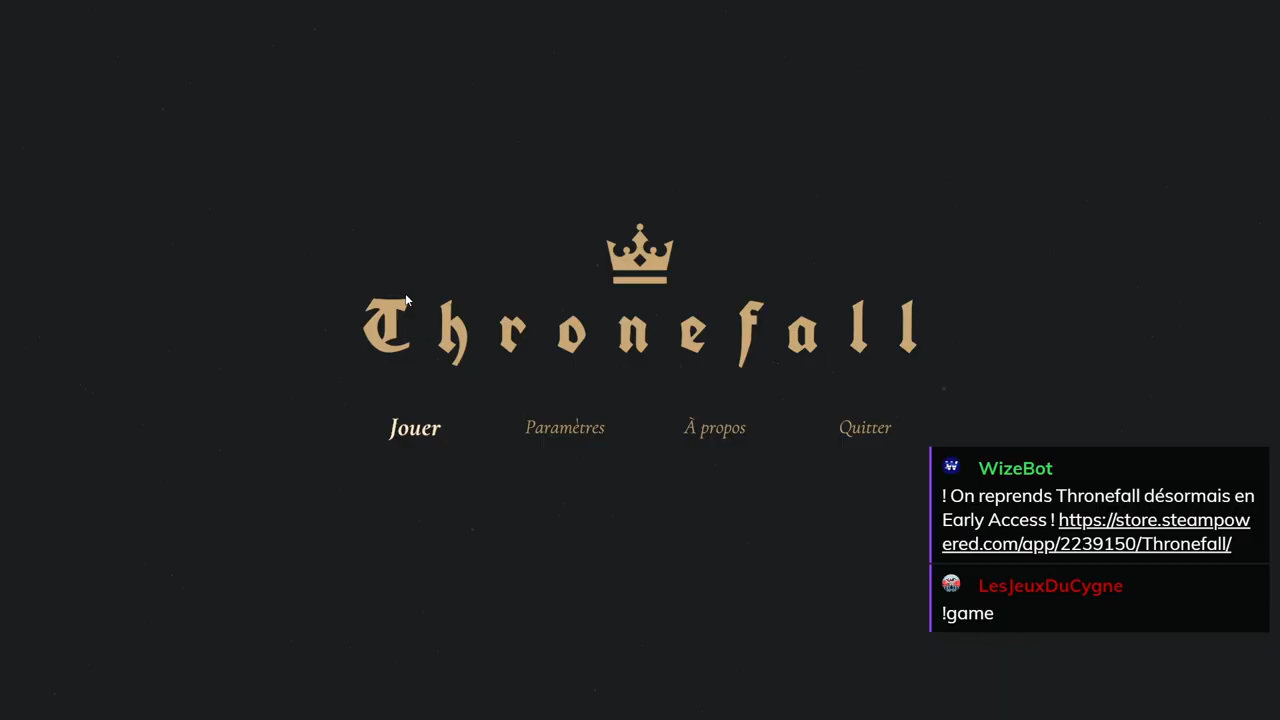 Thronefall
Jouer
Paramètres
À propos
Quitter
WizeBot
! On reprends Thronefall désormais en
Early Access ! https://store.steampow
ered.com/app/2239150/Thronefall/
LesJeuxDuCygne
!game